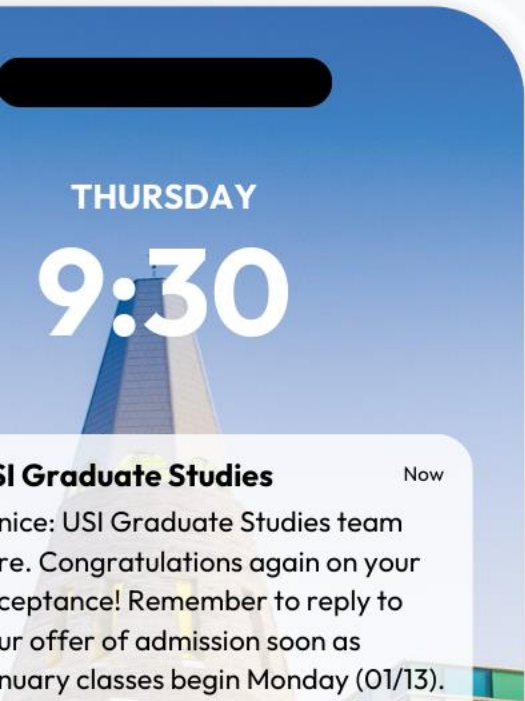 THURSDAY
9:30
SI Graduate Studies
Now
nice: USI Graduate Studies team
re. Congratulations again on your
ceptance! Remember to reply to
ur offer of admission soon as
nuary classes begin Monday (01/13).